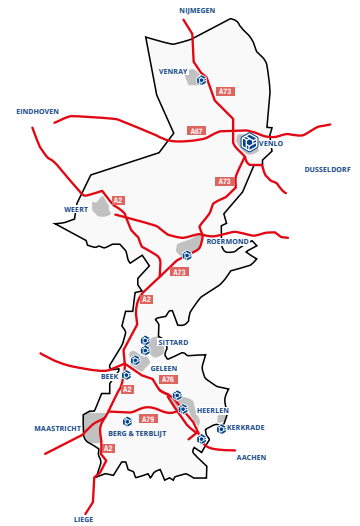 NIJMEGEN
VENRAY
A73
EINDHOVEN
A67
VENLO
DUSSELDORF
A73
A2
WEERT
ROERMOND
A73
A2
SITTARD
GELEEN
BEEK
A76
A2
HEERLEN
A79
KERKRADE
MAASTRICHT
BERG & TERBLIJT
A2
AACHEN
LIEGE